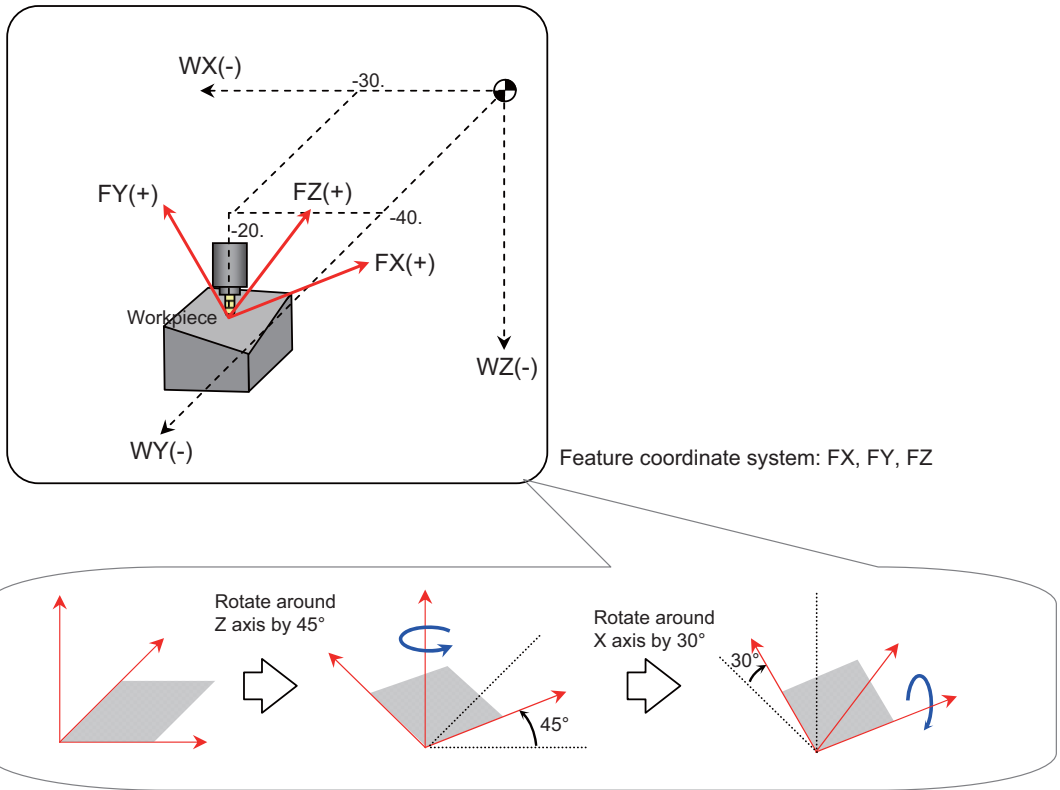 WX(-)
-30.
FY(+)
FZ(+)
-40.
-20.
FX(+)
Workpiece
WZ(-)
WY(-)
Feature coordinate system: FX, FY, FZ
Rotate around
Z axis by 45°
45°
Rotate around
X axis by 30°
30°